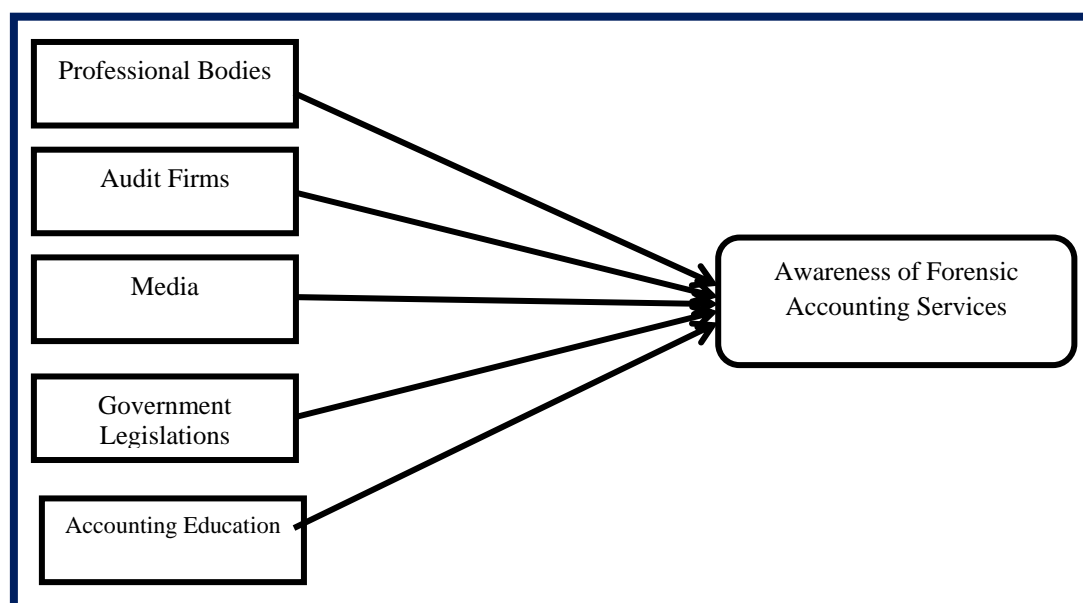 Professional Bodies
Audit Firms
Media
Government
Legislations
Accounting Education
Awareness of Forensic
Accounting Services